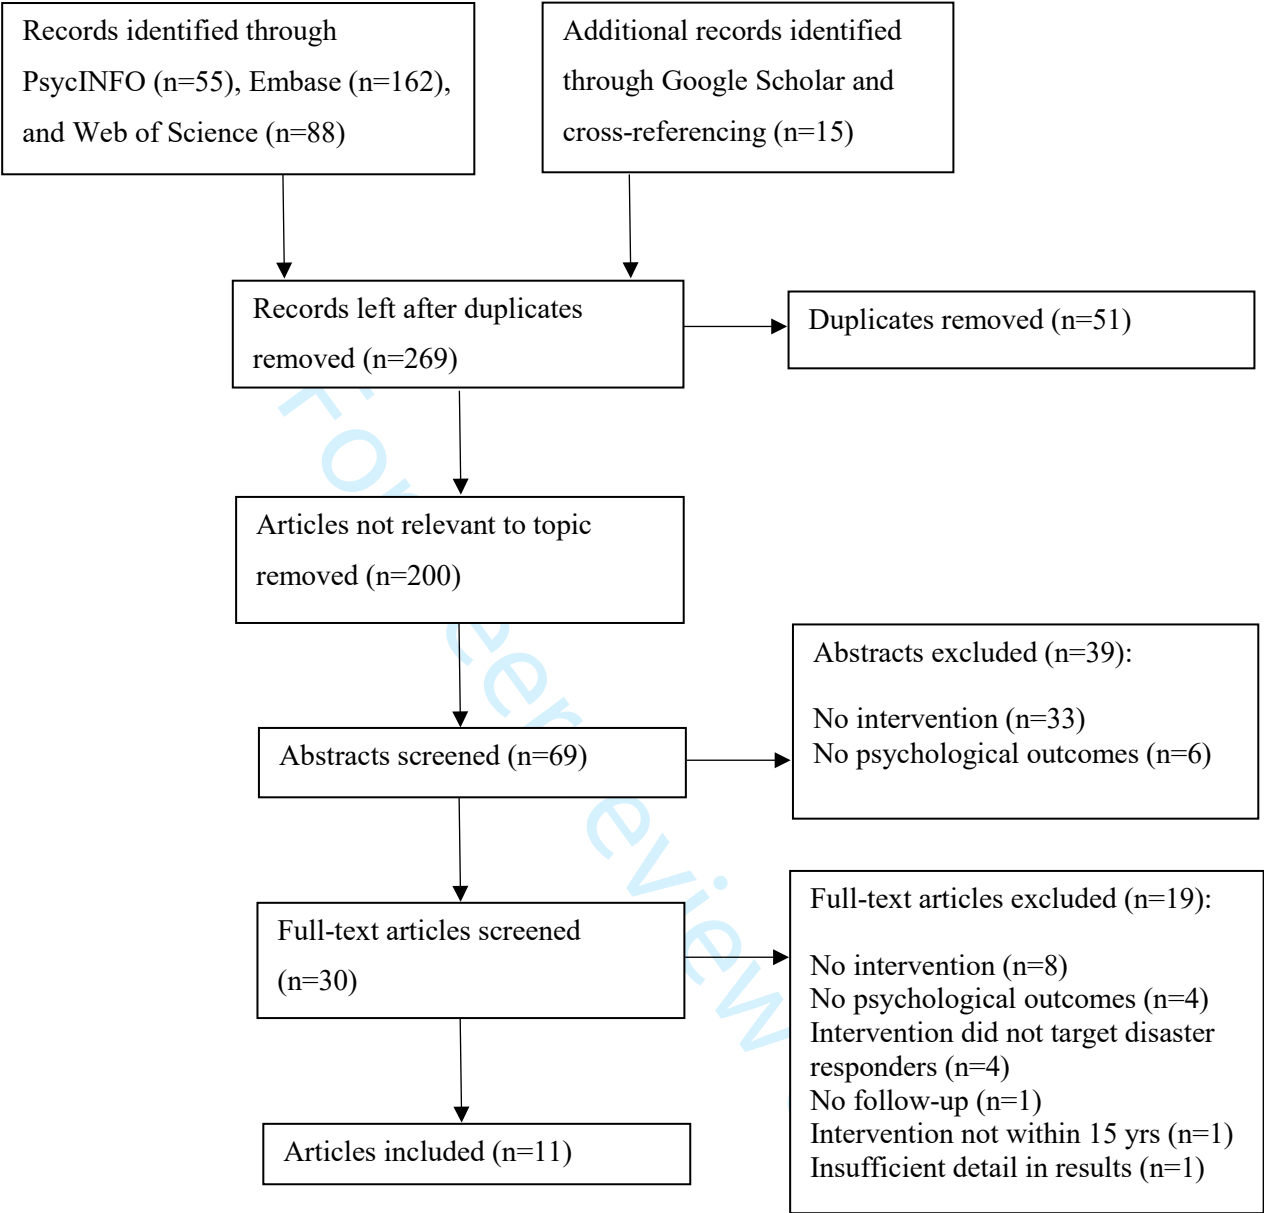 Records identified through
PsycINFO (n=55), Embase (n=162),
and Web of Science (n=88)
Additional records identified
through Google Scholar and
cross-referencing (n=15)
Records left after duplicates
removed (n=269)
Duplicates removed (n=51)
Articles not relevant to topic
removed (n=200)
Abstracts screened (n=69)
Abstracts excluded (n=39):
No intervention (n=33)
No psychological outcomes (n=6)
Full-text articles screened
(n=30)
Full-text articles excluded (n=19):
No intervention (n=8)
No psychological outcomes (n=4)
Intervention did not target disaster
responders (n=4)
No follow-up (n=1)
Intervention not within 15 yrs (n=1)
Insufficient detail in results (n=1)
Articles included (n=11)